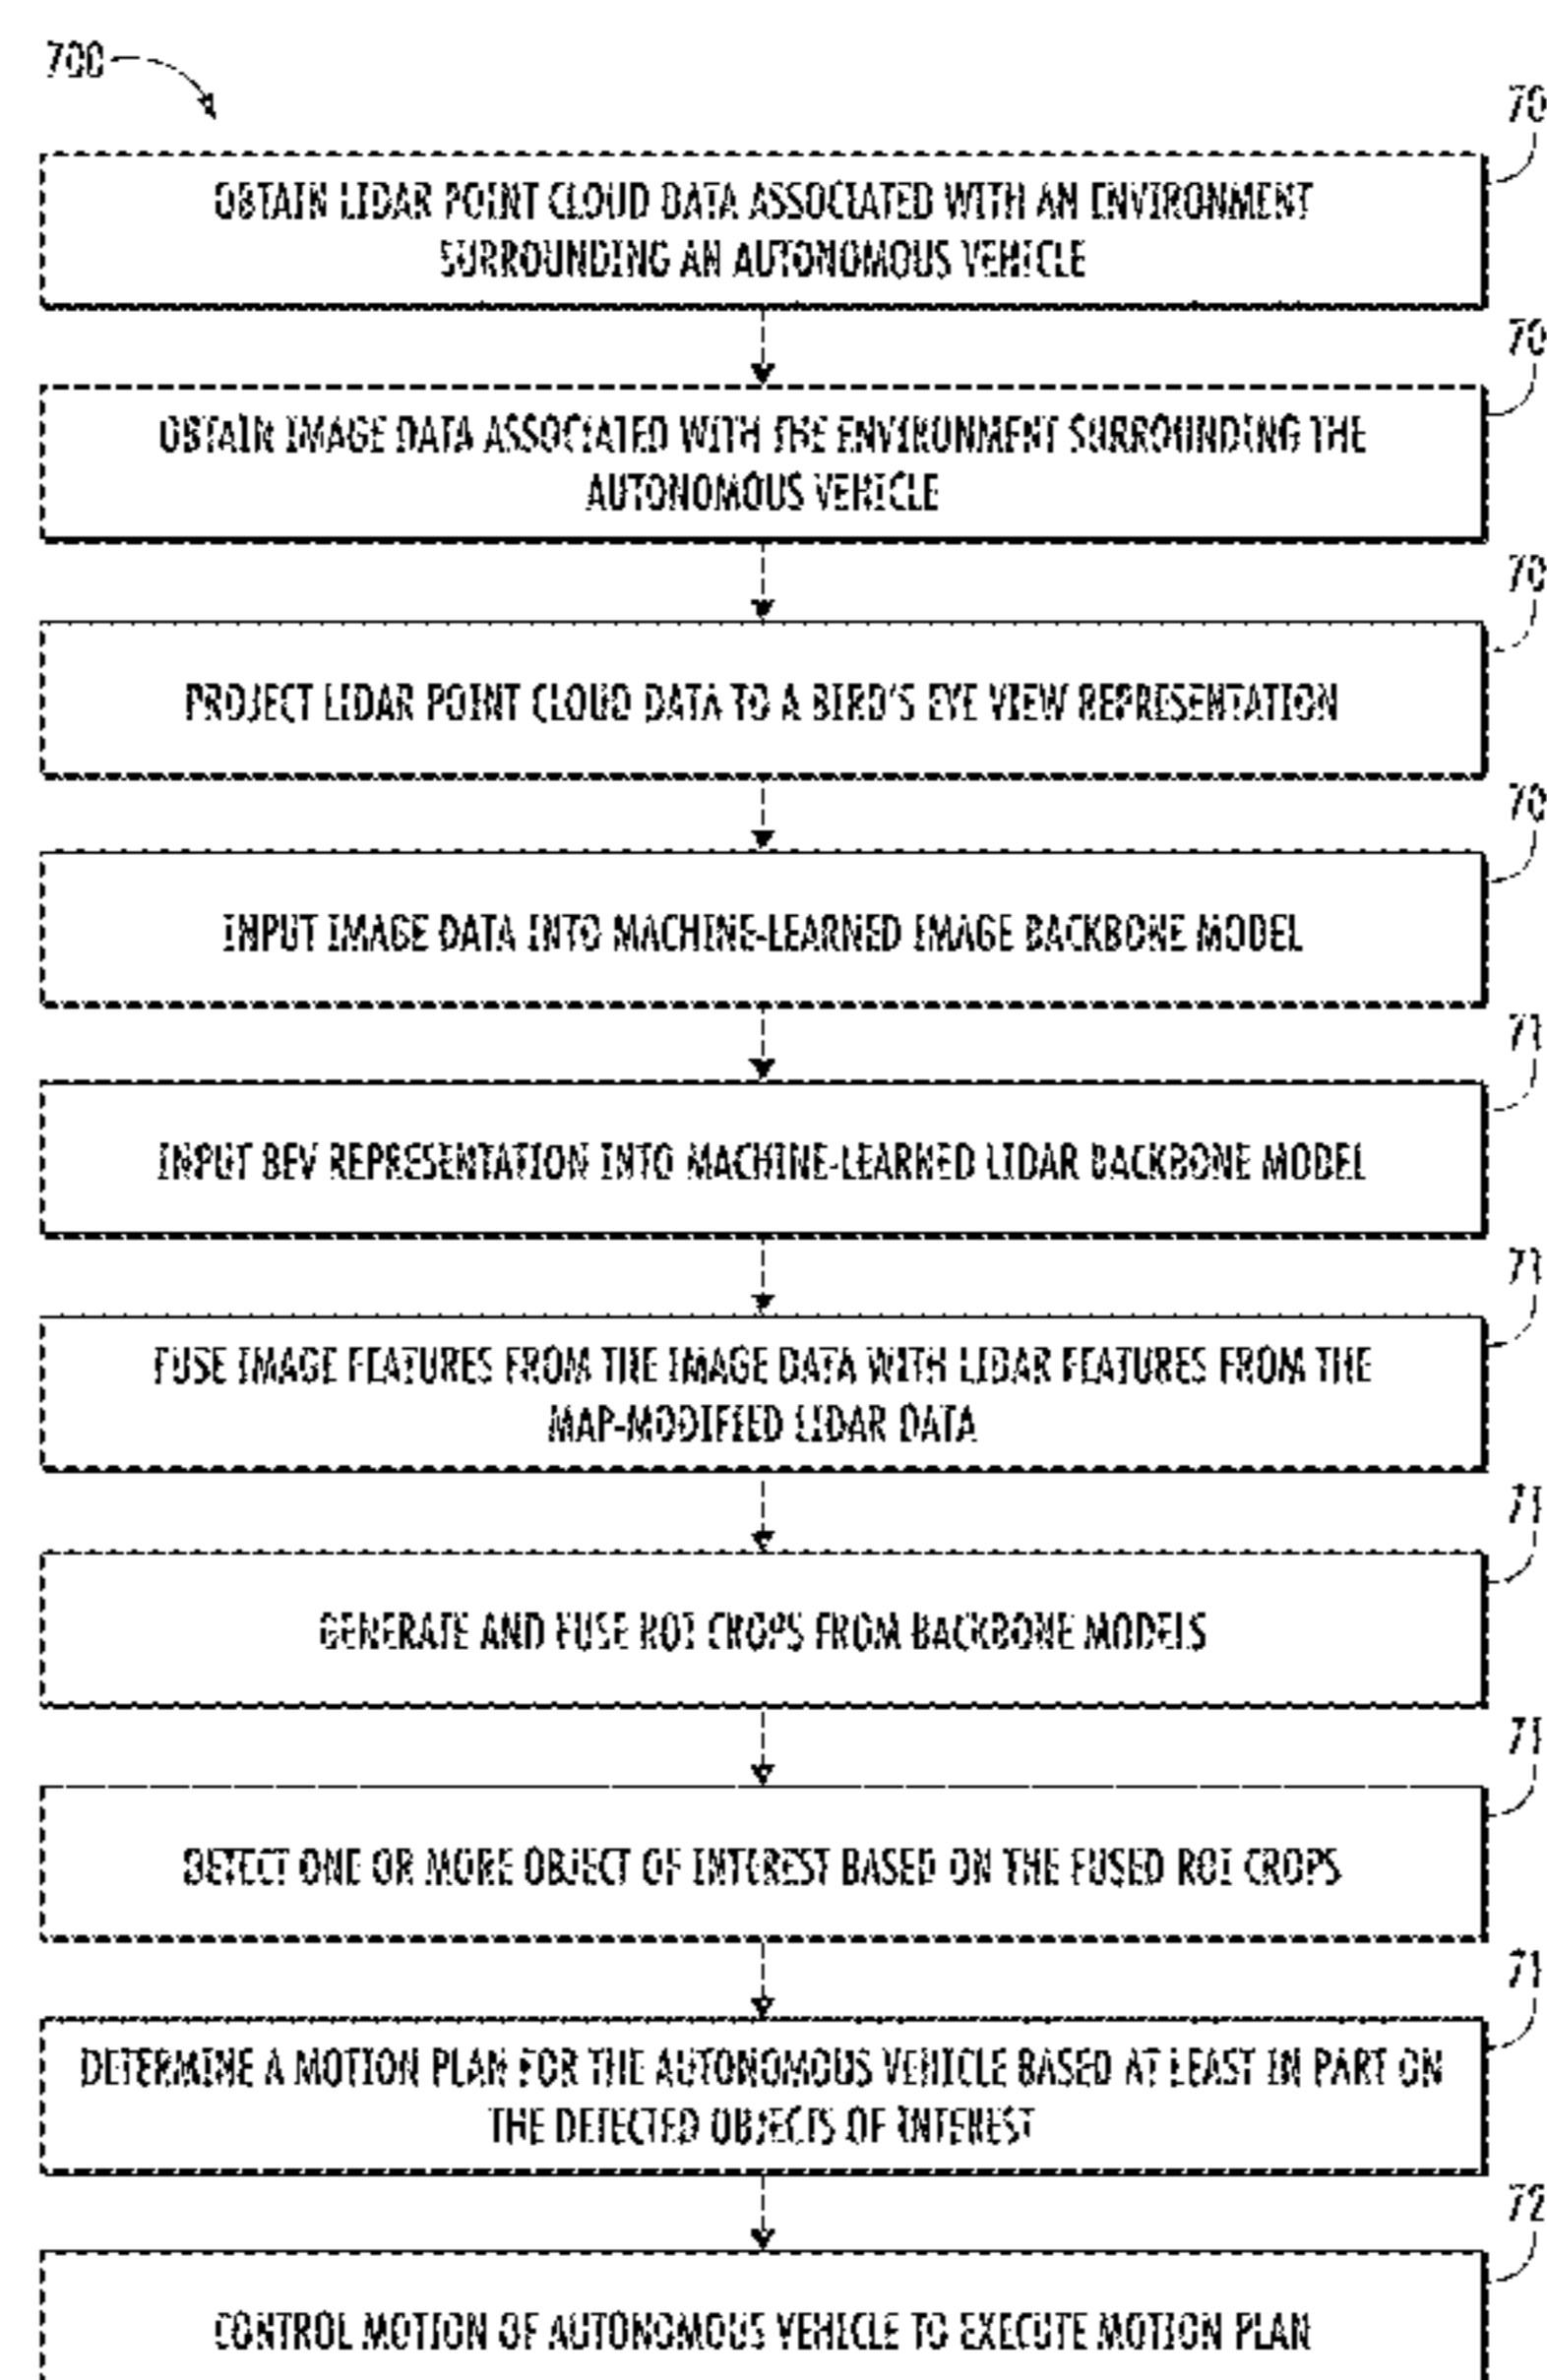 700
70
OBTAIN LIDAR POINT CLOUD DATA ASSOCIATED WITH AN ENVIRONMENT
SURROUNDING AN AUTONOMOUS VEHICLE
70
OBTAIN IMAGE DATA ASSOCIATED WITH THE ENVIRONMENT SURROUNDING THE
AUTONOMOUS VEHICLE
70
PROJECT LIDAR POINT CLOUD DATA TO A BIRD'S EYE VIEW REPRESENTATION
70
INPUT IMAGE DATA INTO MACHINE-LEARNED IMAGE BACKBONE MODEL
71
INPUT BEV REPRESENTATION INTO MACHINE-LEARNED LIDAR BACKBONE MODEL
71
FUSE IMAGE FEATURES FROM THE IMAGE DATA WITH LIDAR FEATURES FROM THE
MAP-MODIFIED LIDAR DATA
71
GENERATE AND FUSE ROI CROPS FROM BACKBONE MODELS
71
DETECT ONE OR MORE OBJECT OF INTEREST BASED ON THE FUSED ROI CROPS
71
DETERMINE A MOTION PLAN FOR THE AUTONOMOUS VEHICLE BASED AT LEAST IN PART ON
THE DETECTED OBJECTS OF INTEREST
72
CONTROL MOTION OF AUTONOMOUS VEHICLE TO EXECUTE MOTION PLAN